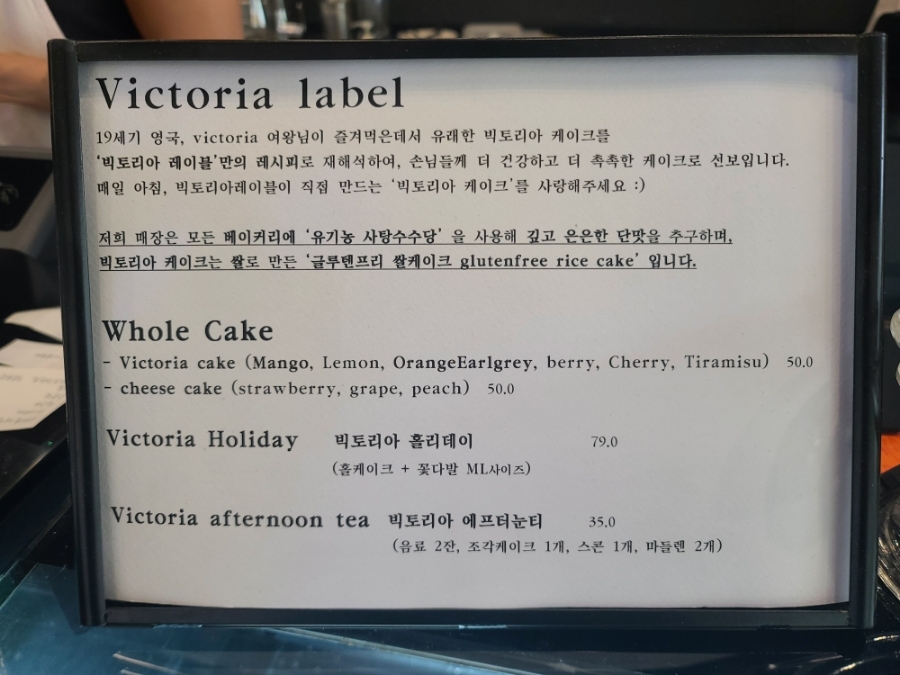 Victoria label
19세기 영국, victoria 여왕님이 즐겨먹은데서 유래한 빅토리아 케이크를
‘빅토리아 레이블’만의 레시피로 재해석하여, 손님들께 더 건강하고 더 촉촉한 케이크로 선보입니다.
매일 아침, 빅토리아레이블이 직접 만드는 ‘빅토리아 케이크’를 사랑해주세요 :)
저희 매장은 모든 베이커리에 ‘유기농 사탕수수당’ 을 사용해 깊고 은은한 단맛을 추구하며,
빅토리아 케이크는 쌀로 만든 ‘글루텐프리 쌀케이크 glutenfree rice cake’ 입니다.
Whole Cake
- Victoria cake (Mango, Lemon, OrangeEarlgrey, berry, Cherry, Tiramisu) 50.0
- cheese cake (strawberry, grape, peach) 50.0
Victoria Holiday 빅토리아 홀리데이 79.0
(홀케이크 + 꽃다발 ML사이즈)
Victoria afternoon tea 빅토리아 에프터눈티 35.0
(음료 2잔, 조각케이크 1개, 스콘 1개, 마들렌 2개)